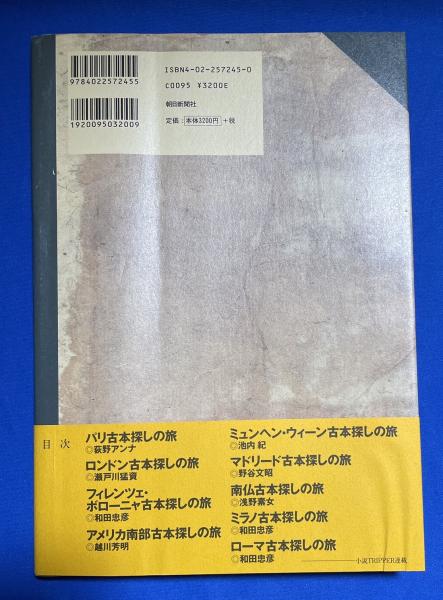 9784022572455
1920095032009
ISBN4-02-257245-0
C0095 ¥3200E
朝日新聞社
定価:本体3200円+税
目次
パリ古本探しの旅
◎荻野アンナ
ロンドン古本探しの旅
◎瀬戸川猛資
フィレンツェ・
ボローニャ古本探しの旅
◎和田忠彦
アメリカ南部古本探しの旅
◎越川芳明
ミュンヘン・ウィーン古本探しの旅
◎池内 紀
マドリード古本探しの旅
◎野谷文昭
南仏古本探しの旅
◎浅野素女
ミラノ古本探しの旅
◎和田忠彦
ローマ古本探しの旅
◎和田忠彦
小説TRIPPER連載